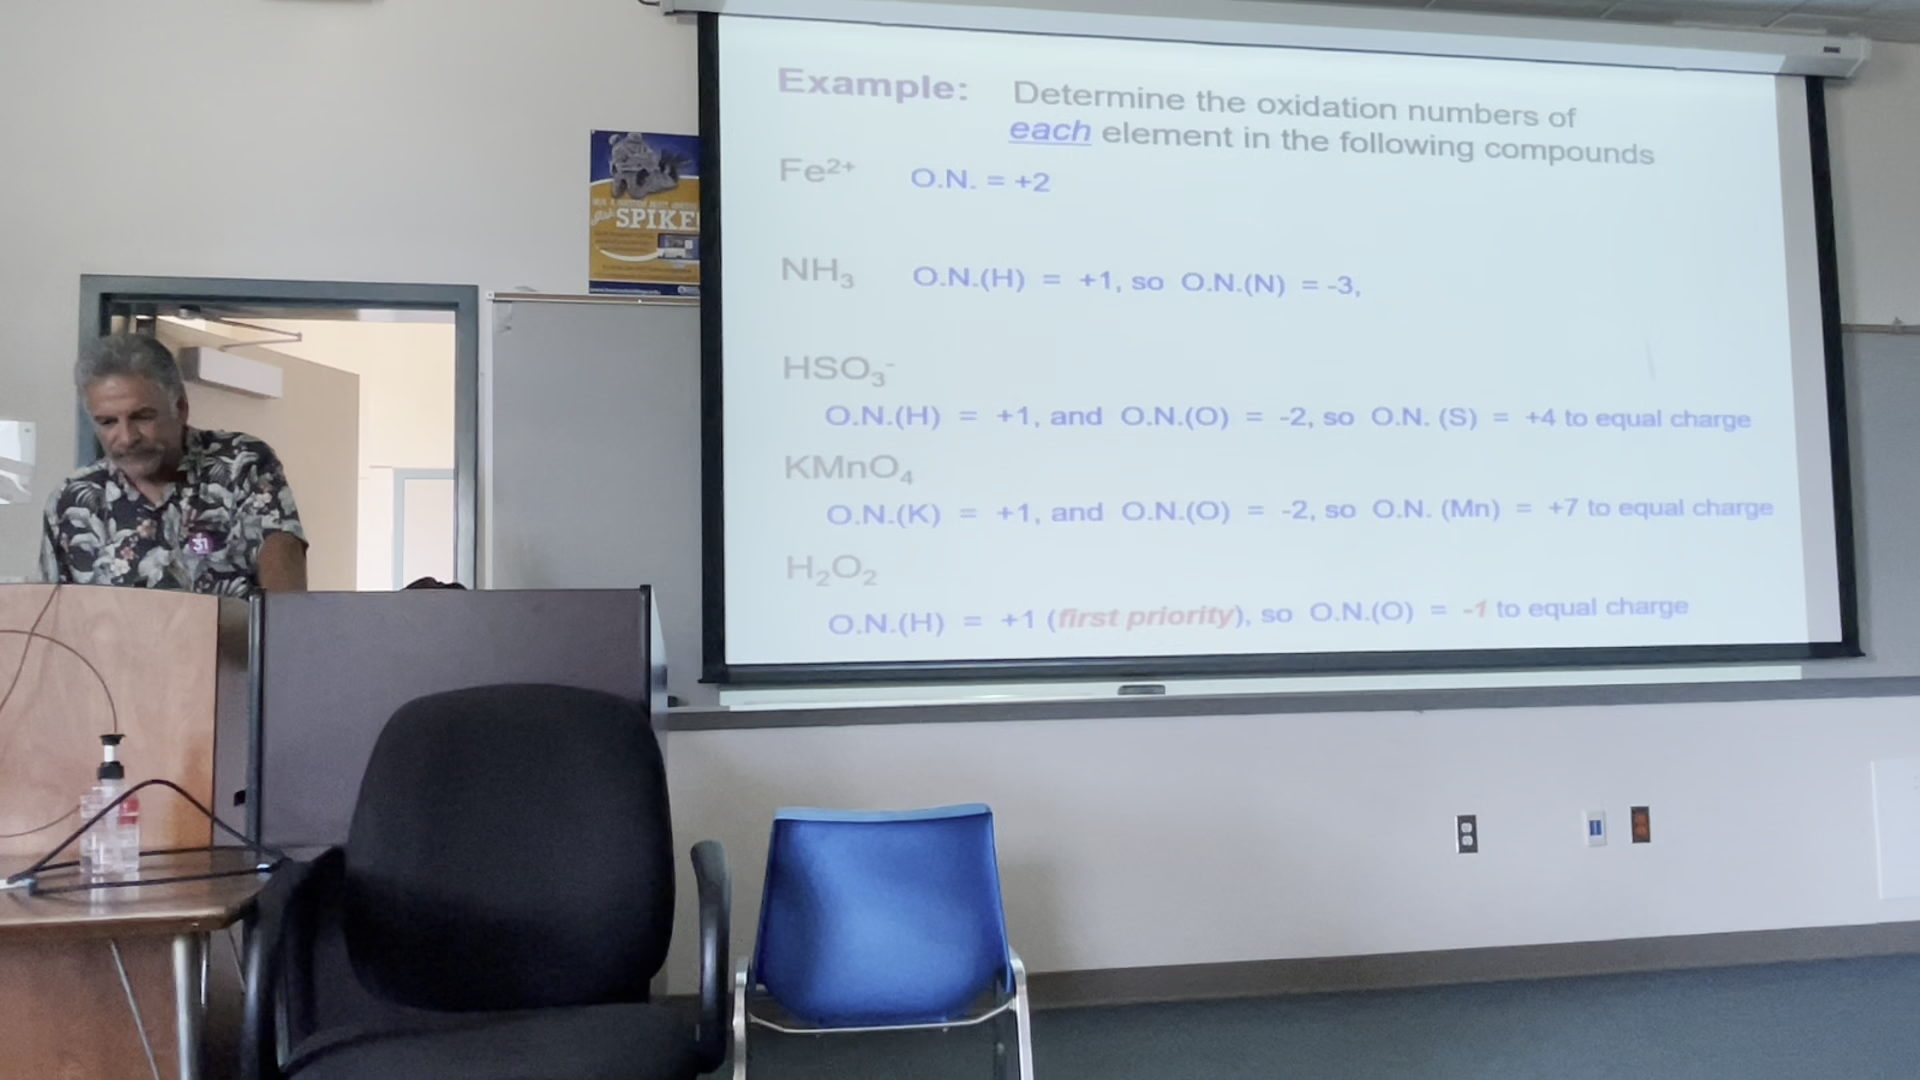 Example: Determine the oxidation numbers of
each element in the following compounds
Fe²⁺ O.N. = +2
NH₃ O.N.(H) = +1, so O.N.(N) = -3,
HSO₃⁻
O.N.(H) = +1, and O.N.(O) = -2, so O.N. (S) = +4 to equal charge
KMnO₄
O.N.(K) = +1, and O.N.(O) = -2, so O.N. (Mn) = +7 to equal charge
H₂O₂
O.N.(H) = +1 (first priority), so O.N.(O) = -1 to equal charge
SPIKE
31